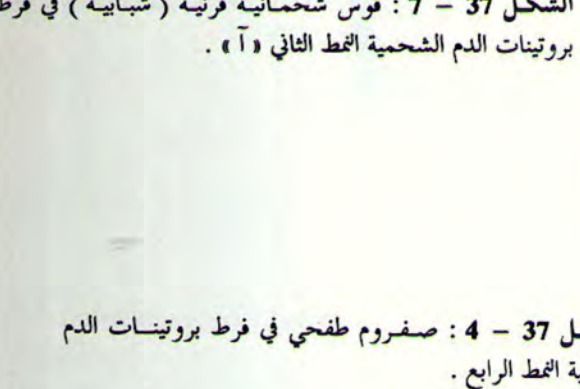 الشكل 37 – 7 : قوس شحمانية قرنية ( شبابية ) في فرط
بروتينات الدم الشحمية النمط الثاني « آ » .
37 – 4 : صفروم طفحي في فرط بروتينات الدم
النمط الرابع .